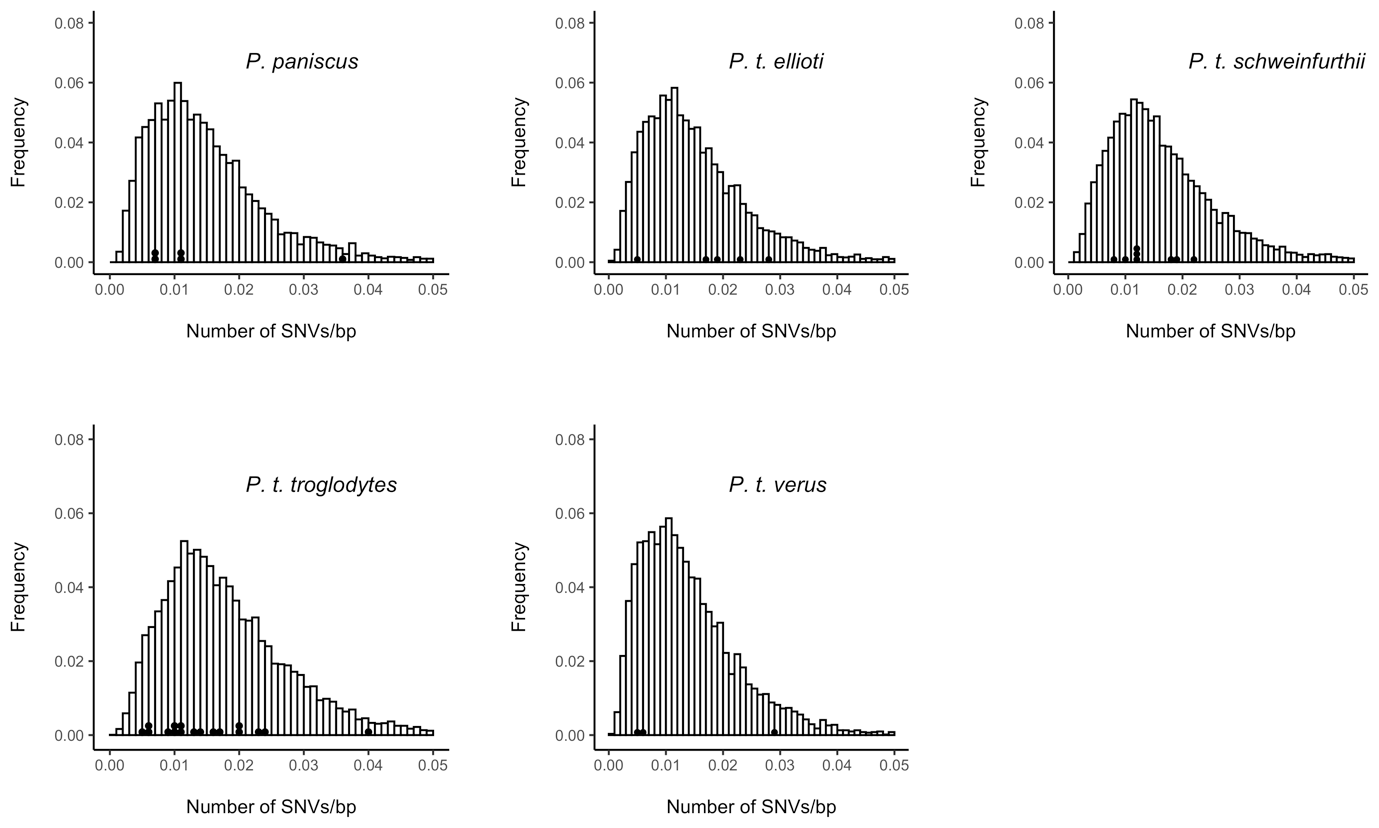 P. paniscus
0.08
0.06
0.04
0.02
0.00
Frequency
0.00 0.01 0.02 0.03 0.04 0.05
Number of SNVs/bp
P. t. ellioti
0.08
0.06
0.04
0.02
0.00
Frequency
0.00 0.01 0.02 0.03 0.04 0.05
Number of SNVs/bp
P. t. schweinfurthii
0.08
0.06
0.04
0.02
0.00
Frequency
0.00 0.01 0.02 0.03 0.04 0.05
Number of SNVs/bp
P. t. troglodytes
0.08
0.06
0.04
0.02
0.00
Frequency
0.00 0.01 0.02 0.03 0.04 0.05
Number of SNVs/bp
P. t. verus
0.08
0.06
0.04
0.02
0.00
Frequency
0.00 0.01 0.02 0.03 0.04 0.05
Number of SNVs/bp